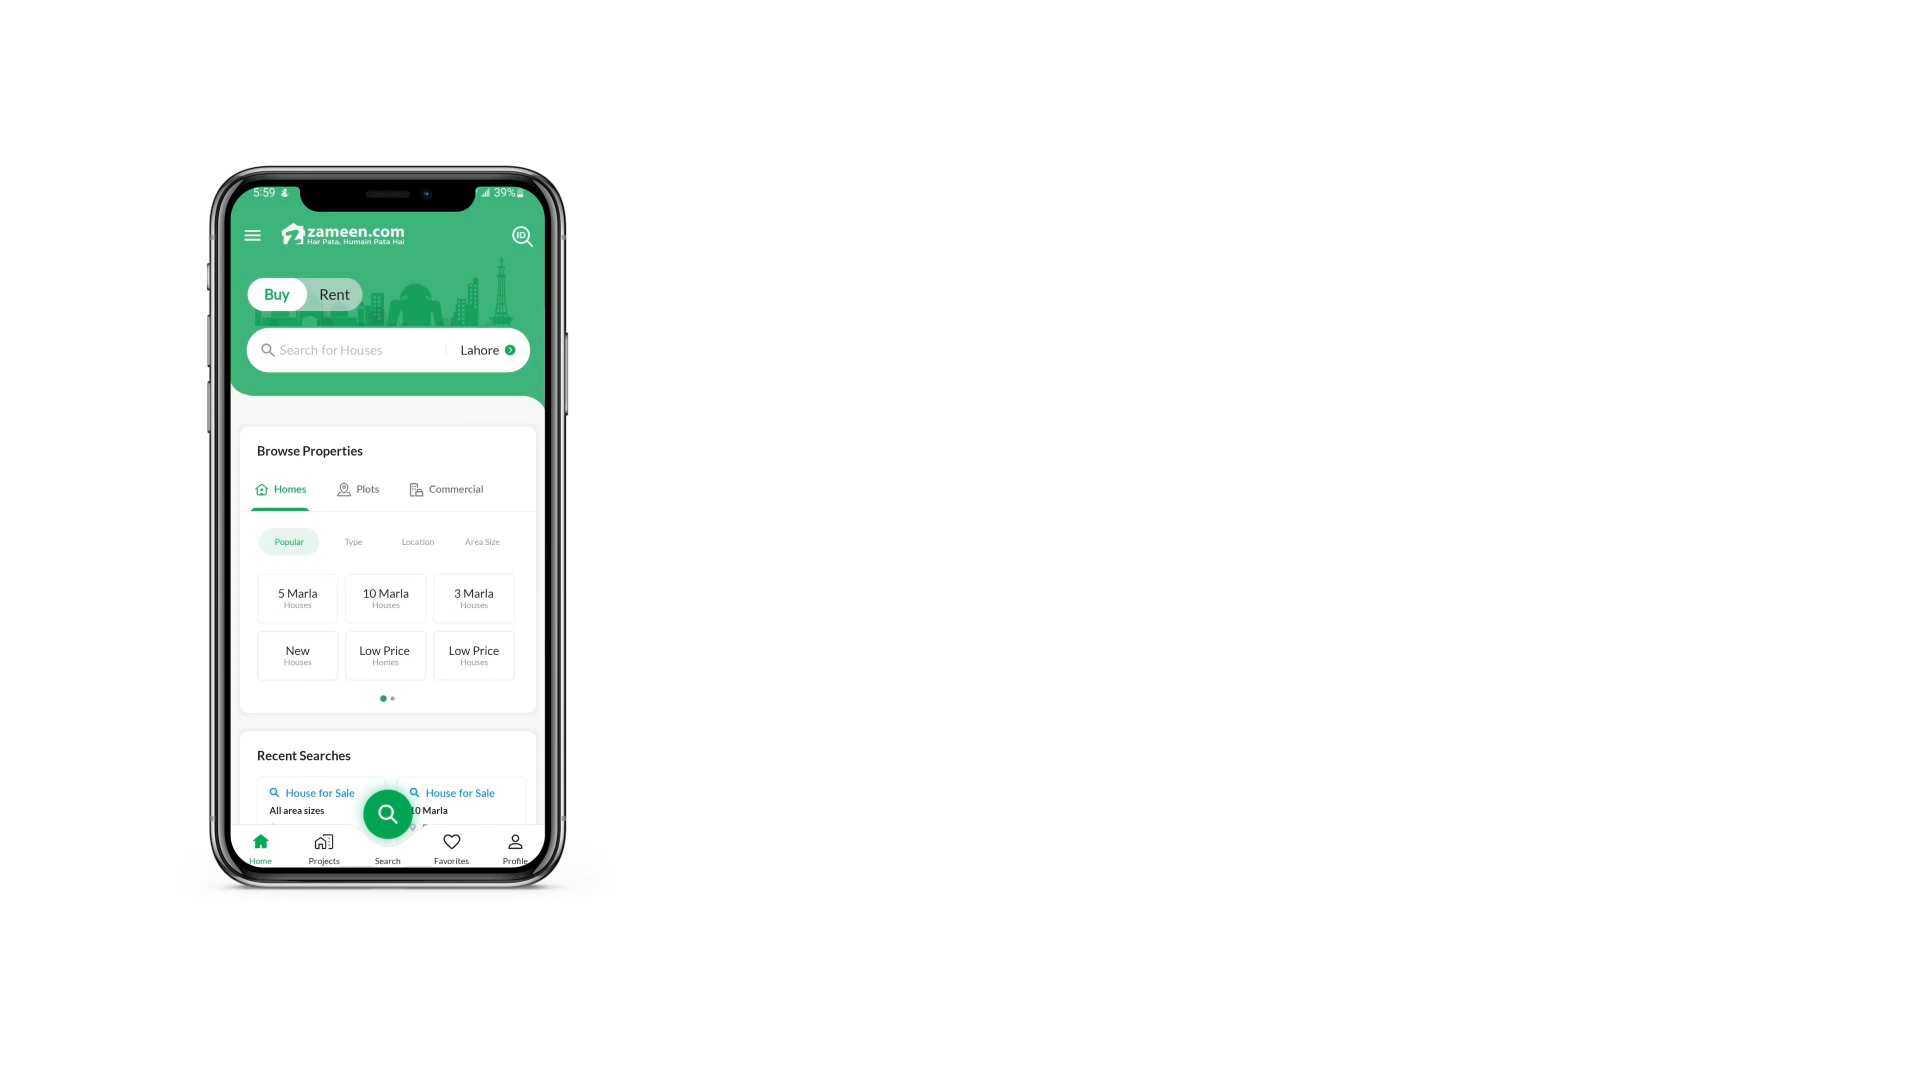 5:59 39%
zameen.com
Har Pata, Humain Pata Hai
ID
Buy Rent
Search for Houses Lahore
Browse Properties
Homes Plots Commercial
Popular Type Location Area Size
5 Marla 10 Marla 3 Marla
Houses Houses Houses
New Low Price Low Price
Houses Homes Houses
Recent Searches
House for Sale House for Sale
All area sizes 10 Marla
Home Projects Search Favorites Profile